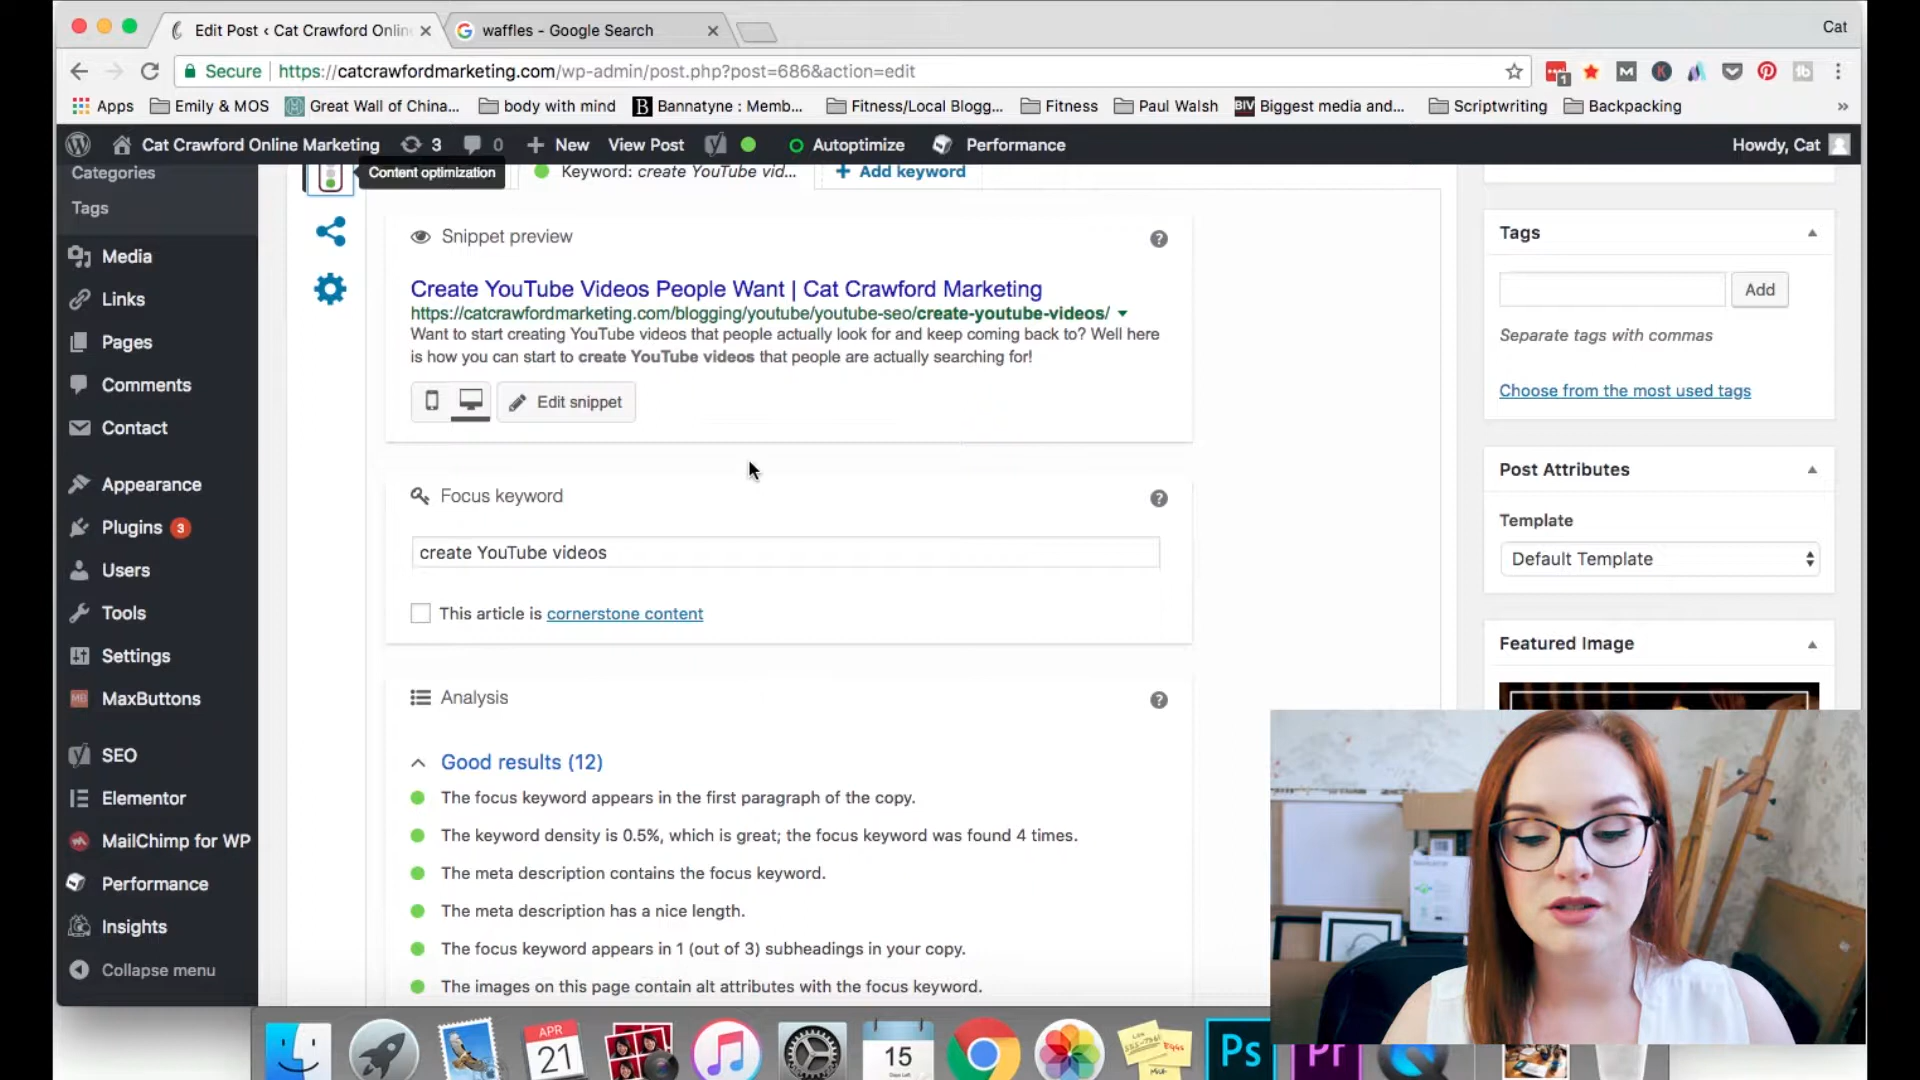 Edit Post ‹ Cat Crawford Onlin
waffles - Google Search
Cat
Secure
https://catcrawfordmarketing.com/wp-admin/post.php?post=686&action=edit
Apps
Emily & MOS
Great Wall of China...
body with mind
Bannatyne : Memb...
Fitness/Local Blogg...
Fitness
Paul Walsh
BIV
Biggest media and...
Scriptwriting
Backpacking
»
Cat Crawford Online Marketing
3
0
New
View Post
Autoptimize
Performance
Howdy, Cat
Categories
Tags
Media
Links
Pages
Comments
Contact
Appearance
Plugins 3
Users
Tools
Settings
MaxButtons
SEO
Elementor
MailChimp for WP
Performance
Insights
Collapse menu
Content optimization
Keyword: create YouTube vid...
Add keyword
Snippet preview
Create YouTube Videos People Want | Cat Crawford Marketing
https://catcrawfordmarketing.com/blogging/youtube/youtube-seo/create-youtube-videos/
Want to start creating YouTube videos that people actually look for and keep coming back to? Well here
is how you can start to create YouTube videos that people are actually searching for!
Edit snippet
Focus keyword
create YouTube videos
This article is cornerstone content
Analysis
Good results (12)
The focus keyword appears in the first paragraph of the copy.
The keyword density is 0.5%, which is great; the focus keyword was found 4 times.
The meta description contains the focus keyword.
The meta description has a nice length.
The focus keyword appears in 1 (out of 3) subheadings in your copy.
The images on this page contain alt attributes with the focus keyword.
Tags
Add
Separate tags with commas
Choose from the most used tags
Post Attributes
Template
Default Template
Featured Image
APR
21
15
Days Left
Eggs
Milk
Ps
Pr